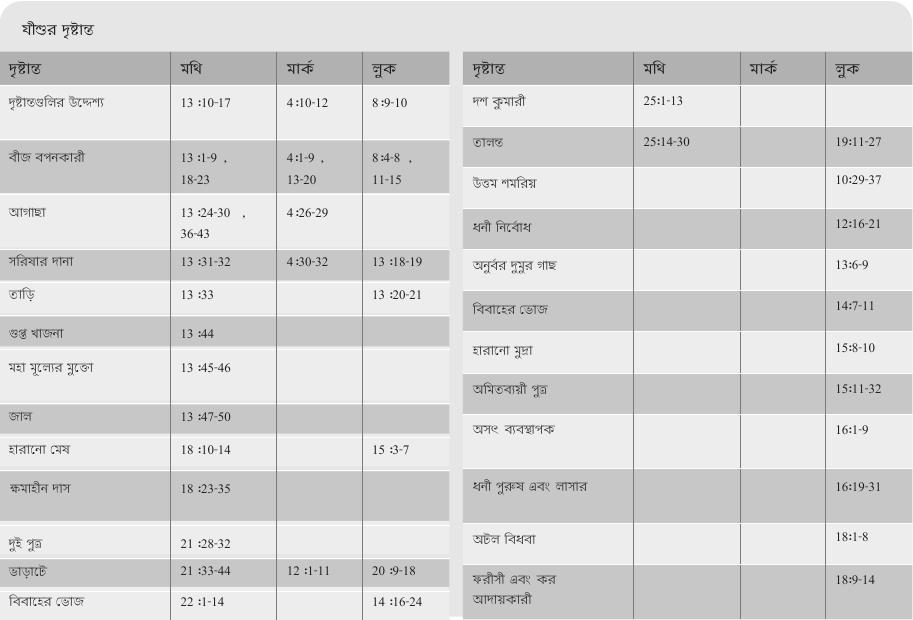 যীশুর দৃষ্টান্ত
দৃষ্টান্ত মথি মার্ক লুক
দৃষ্টান্তগুলির উদ্দেশ্য 13 :10-17 4:10-12 8:9-10
বীজ বপনকারী 13 :1-9 , 4:1-9 , 8:4-8 ,
18-23 13-20 11-15
আগাছা 13 :24-30 , 4:26-29
36-43
সরিষার দানা 13 :31-32 4:30-32 13 :18-19
তাড়ি 13 :33 13 :20-21
গুপ্ত খাজনা 13 :44
মহা মূল্যের মুক্তো 13 :45-46
জাল 13 :47-50
হারানো মেষ 18 :10-14 15 :3-7
ক্ষমাহীন দাস 18 :23-35
দুই পুত্র 21 :28-32
ভাড়াটে 21 :33-44 12 :1-11 20 :9-18
বিবাহের ভোজ 22 :1-14 14 :16-24
দৃষ্টান্ত মথি মার্ক লুক
দশ কুমারী 25:1-13
তালন্ত 25:14-30 19:11-27
উত্তম শমরিয় 10:29-37
ধনী নির্বোধ 12:16-21
অনুর্বর দুমুর গাছ 13:6-9
বিবাহের ভোজ 14:7-11
হারানো মুদ্রা 15:8-10
অমিতব্যয়ী পুত্র 15:11-32
অসৎ ব্যবস্থাপক 16:1-9
ধনী পুরুষ এবং লাসার 16:19-31
অটল বিধবা 18:1-8
ফরীসী এবং কর 18:9-14
আদায়কারী